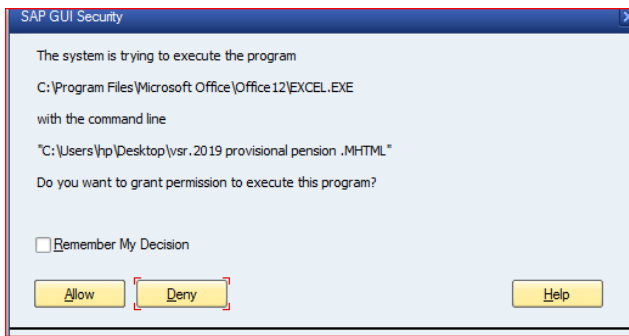 SAP GUI Security
The system is trying to execute the program
C:\Program Files\Microsoft Office\Office12\EXCEL.EXE
with the command line
"C:\Users\hp\Desktop\vsr.2019 provisional pension .MHTML"
Do you want to grant permission to execute this program?
Remember My Decision
Allow Deny Help